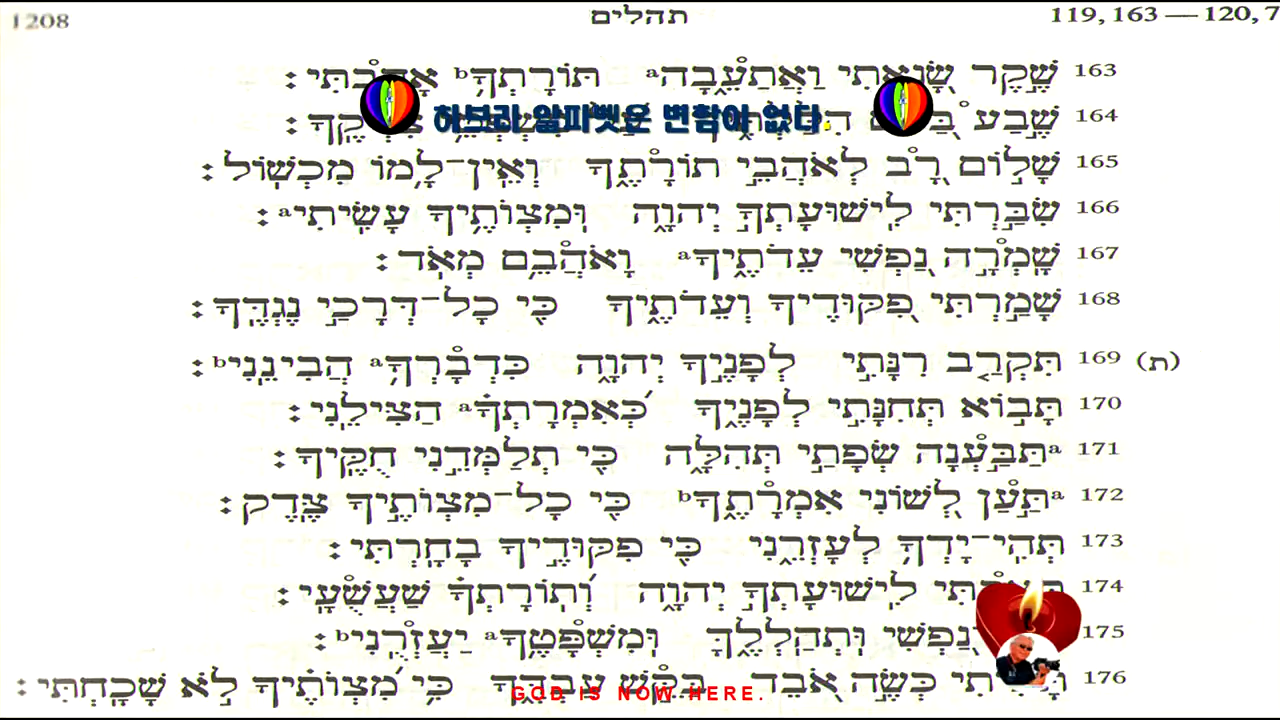 1208 תהלים 119,163 — 120,7
163 שֶׁ֣קֶר שָׂ֭נֵאתִי וַאֲתַעֵ֑בָה תּוֹרָתְךָ֥ אָהָֽבְתִּי׃
하브리 알파벳은 변함이 없다.
164 שֶׁ֣בַע
165 שָׁל֣וֹם רָ֭ב לְאֹהֲבֵ֣י תוֹרָתֶ֑ךָ וְאֵֽין־לָ֥מוֹ מִכְשֽׁוֹל׃
166 שִׂבַּ֣רְתִּי לִֽישׁוּעָתְךָ֣ יְהוָ֑ה וּֽמִצְוֺתֶ֥יךָ עָשִֽׂיתִי׃
167 שָֽׁמְרָ֣ה נַ֭פְשִׁי עֵדֹתֶ֑יךָ וָאֹהֲבֵ֥ם מְאֹֽד׃
168 שָׁמַ֣רְתִּי פִ֭קּוּדֶיךָ וְעֵדֹתֶ֑יךָ כִּ֖י כָל־דְּרָכַ֣י נֶגְדֶּֽךָ׃
(ת) 169 תִּקְרַ֤ב רִנָּתִ֣י לְפָנֶ֣יךָ יְהוָ֑ה כִּדְבָרְךָ֥ הֲבִינֵֽנִי׃
170 תָּב֣וֹא תְּחִנָּתִ֣י לְפָנֶ֑יךָ כְּ֝אִמְרָתְךָ֗ הַצִּילֵֽנִי׃
171 תַּבַּ֣עְנָה שְׂפָתַ֣י תְּהִלָּ֑ה כִּ֖י תְלַמְּדֵ֣נִי חֻקֶּֽיךָ׃
172 תַּ֣עַן לְ֭שׁוֹנִי אִמְרָתֶ֑ךָ כִּ֖י כָל־מִצְוֺתֶ֣יךָ צֶּֽדֶק׃
173 תְּהִֽי־יָדְךָ֥ לְעָזְרֵ֑נִי כִּ֖י פִקּוּדֶ֣יךָ בָחָֽרְתִּי׃
174 לִֽישׁוּעָתְךָ֣ יְהוָ֑ה וְ֝תֽוֹרָתְךָ֗ שַׁעֲשֻׁעָֽי׃
175 נַ֭פְשִׁי וּֽתְהַֽלְלֶ֑ךָּ וּֽמִשְׁפָּטֶ֥ךָ יַעֲזְרֻֽנִי׃
176 כְּשֶׂ֣ה אֹ֭בֵד בַּקֵּ֣שׁ עַבְדֶּ֑ךָ כִּ֥י מִ֝צְוֺתֶ֗יךָ לֹ֣א שָׁכָֽחְתִּי׃
GOD IS NOW HERE.